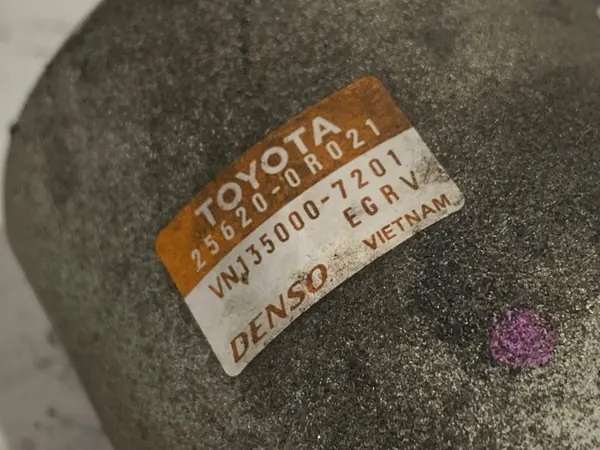 TOYOTA
25620-0R021
VN135000-7201
EGRV
DENSO VIETNAM